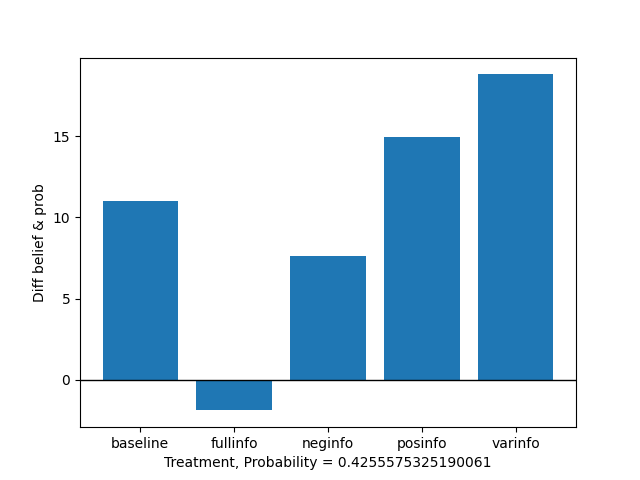 Diff belief & prob
15
10
5
0
baseline fullinfo neginfo posinfo varinfo
Treatment, Probability = 0.4255575325190061